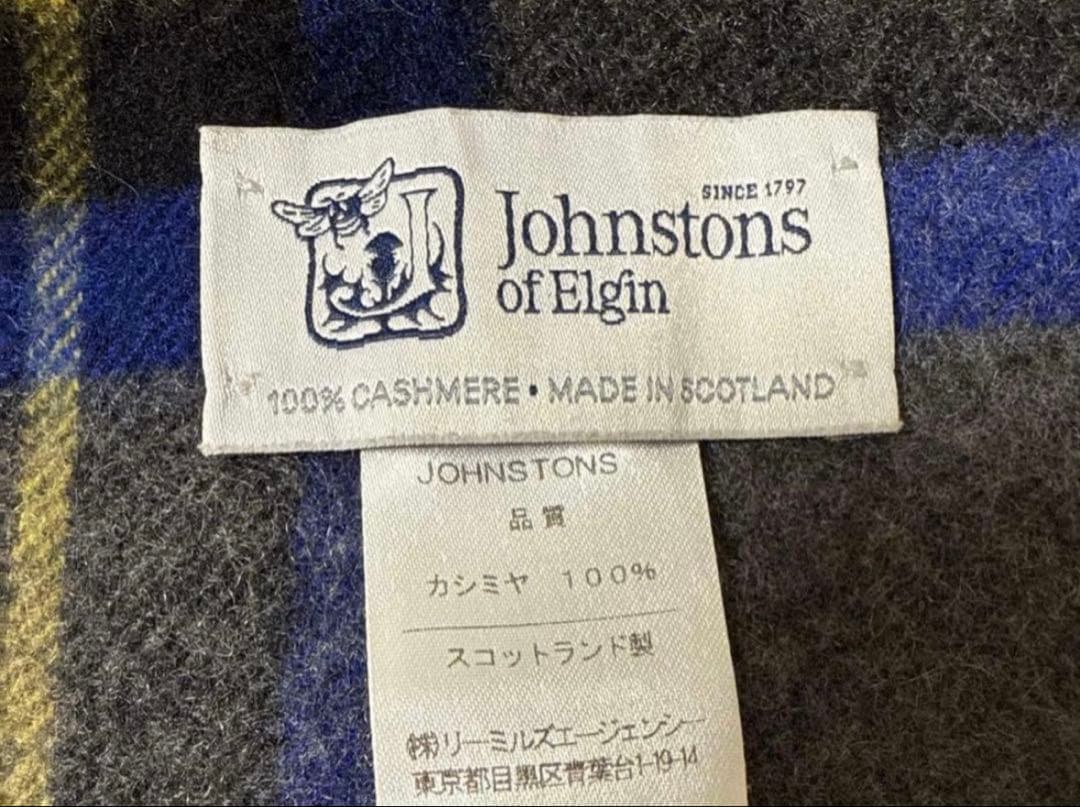 SINCE 1797
Johnstons
of Elgin
100% CASHMERE • MADE IN SCOTLAND
JOHNSTONS
品質
カシミヤ 100%
スコットランド製
(株)リーミルズエージェンシー
東京都目黒区青葉台1-19-14